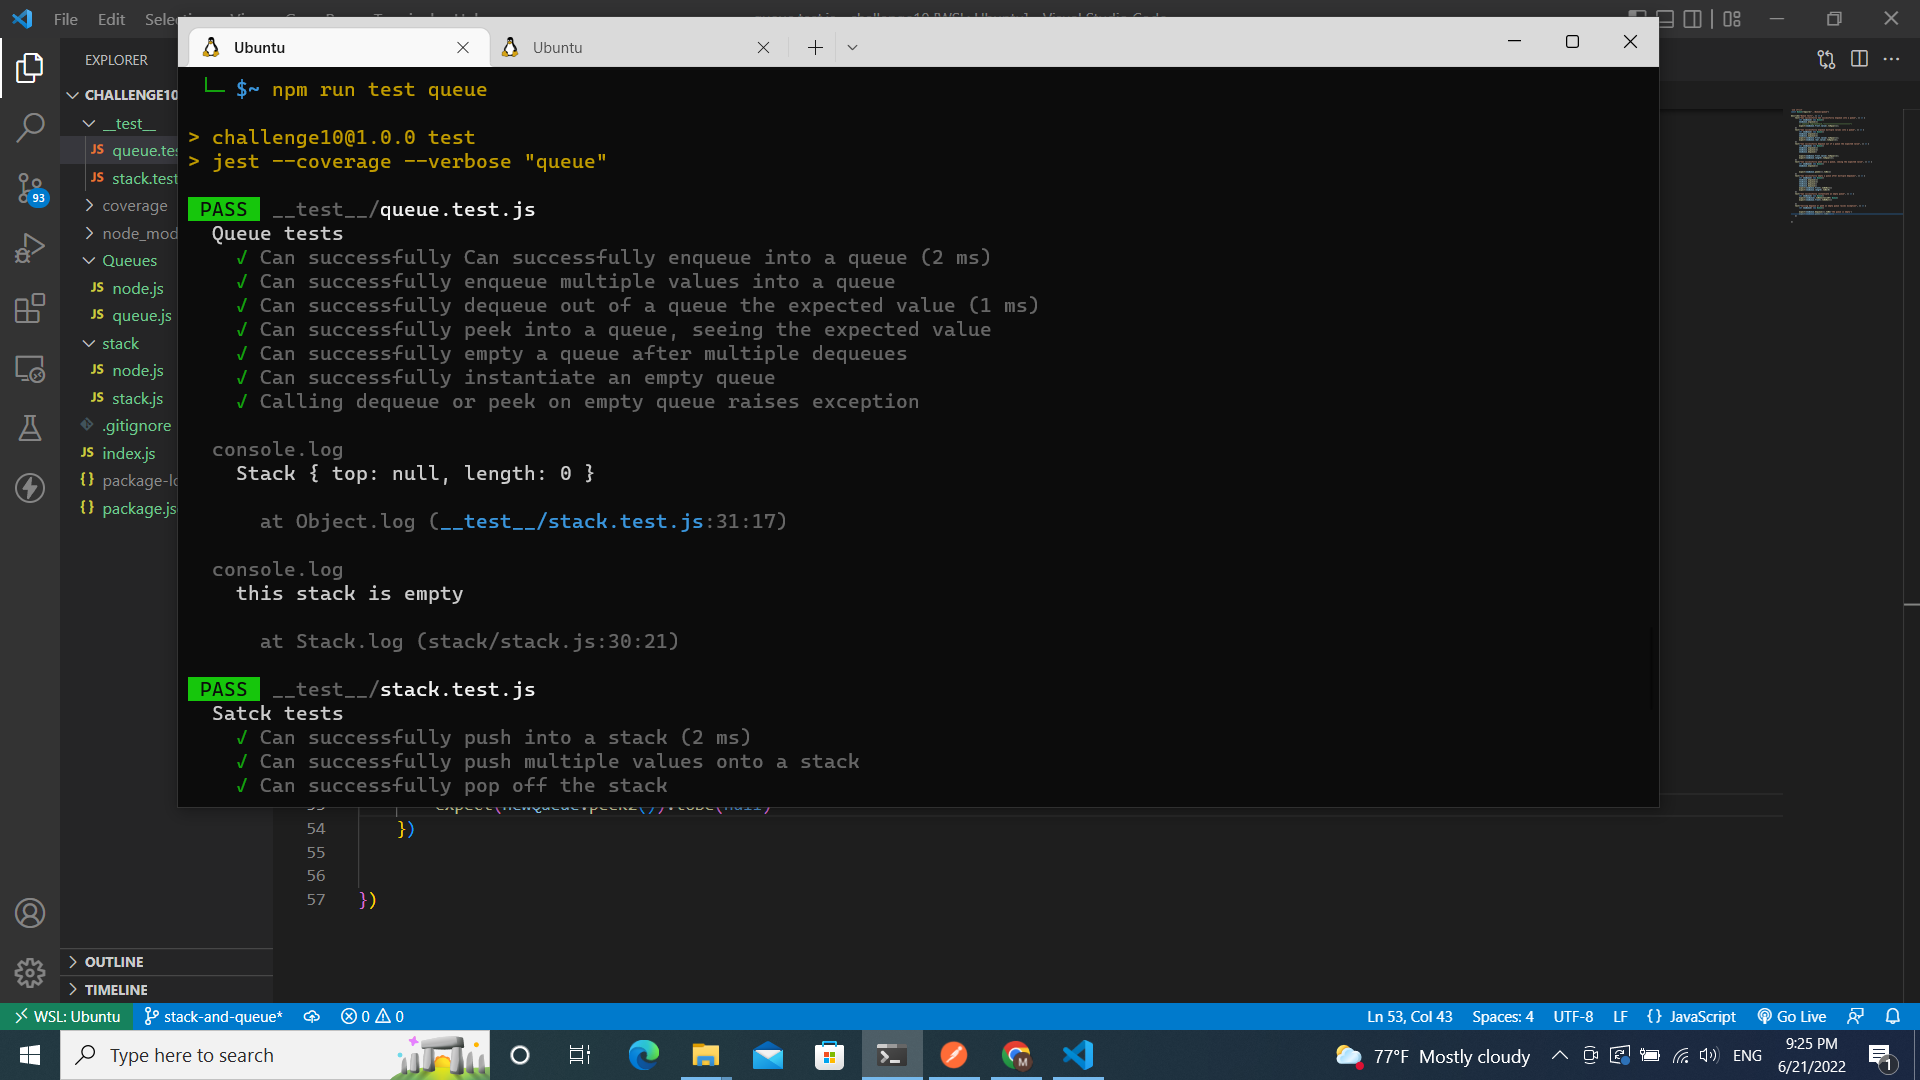 File Edit
Ubuntu
Ubuntu
EXPLORER
CHALLENGE10
__test__
queue.tes
stack.test
coverage
node_mod
Queues
node.js
queue.js
stack
node.js
stack.js
.gitignore
index.js
package-lo
package.js
93
$~ npm run test queue
> challenge10@1.0.0 test
> jest --coverage --verbose "queue"
PASS __test__/queue.test.js
Queue tests
√ Can successfully Can successfully enqueue into a queue (2 ms)
√ Can successfully enqueue multiple values into a queue
√ Can successfully dequeue out of a queue the expected value (1 ms)
√ Can successfully peek into a queue, seeing the expected value
√ Can successfully empty a queue after multiple dequeues
√ Can successfully instantiate an empty queue
√ Calling dequeue or peek on empty queue raises exception
console.log
Stack { top: null, length: 0 }
at Object.log (__test__/stack.test.js:31:17)
console.log
this stack is empty
at Stack.log (stack/stack.js:30:21)
PASS __test__/stack.test.js
Satck tests
√ Can successfully push into a stack (2 ms)
√ Can successfully push multiple values onto a stack
√ Can successfully pop off the stack
54 })
55
56
57 })
OUTLINE
TIMELINE
WSL: Ubuntu stack-and-queue* 0 0 Ln 53, Col 43 Spaces: 4 UTF-8 LF {} JavaScript Go Live
Type here to search 77°F Mostly cloudy ENG 9:25 PM
6/21/2022
1